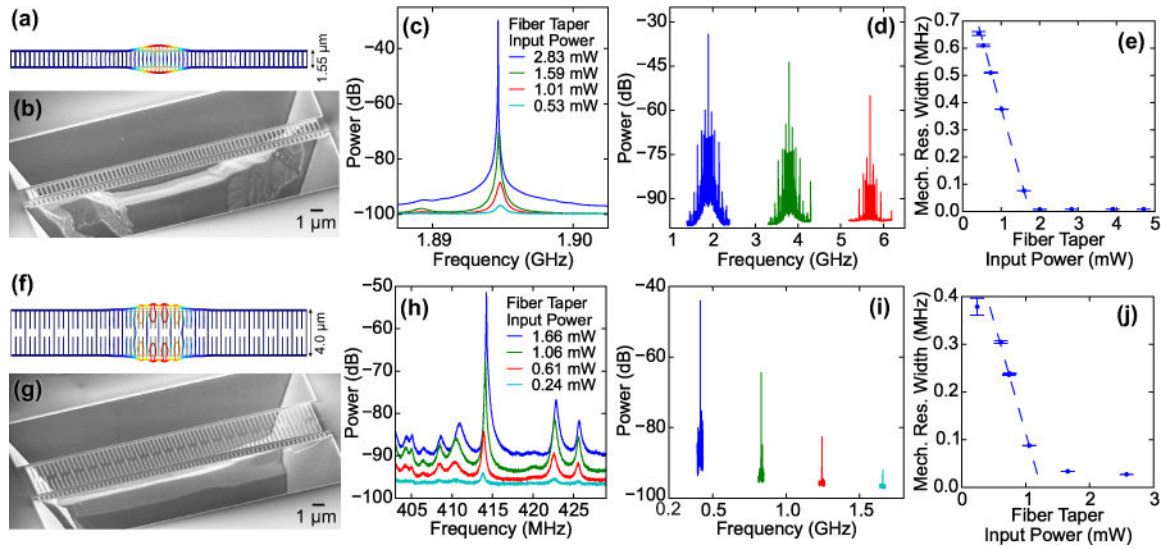 (a)
1.55 μm
(b)
1 μm
(c)
Fiber Taper
Input Power
2.83 mW
1.59 mW
1.01 mW
0.53 mW
−40
−60
−80
−100
Power (dB)
1.89
1.90
Frequency (GHz)
(d)
−25
−50
−75
−90
Power (dB)
1 2 3 4 5 6
Frequency (GHz)
(e)
0.7
0.6
0.5
0.4
0.3
0.2
0.1
0.0
Mech. Res. Width (MHz)
0 1 2 3 4 5
Fiber Taper
Input Power (mW)
(f)
4.0 μm
(g)
1 μm
(h)
Fiber Taper
Input Power
1.66 mW
1.06 mW
0.61 mW
0.24 mW
−50
−60
−70
−80
−90
−100
Power (dB)
405 410 415 420 425
Frequency (MHz)
(i)
−40
−60
−80
−100
Power (dB)
0.2 0.5 1.0 1.5
Frequency (GHz)
(j)
0.4
0.3
0.2
0.1
0.0
Mech. Res. Width (MHz)
0 1 2 3
Fiber Taper
Input Power (mW)